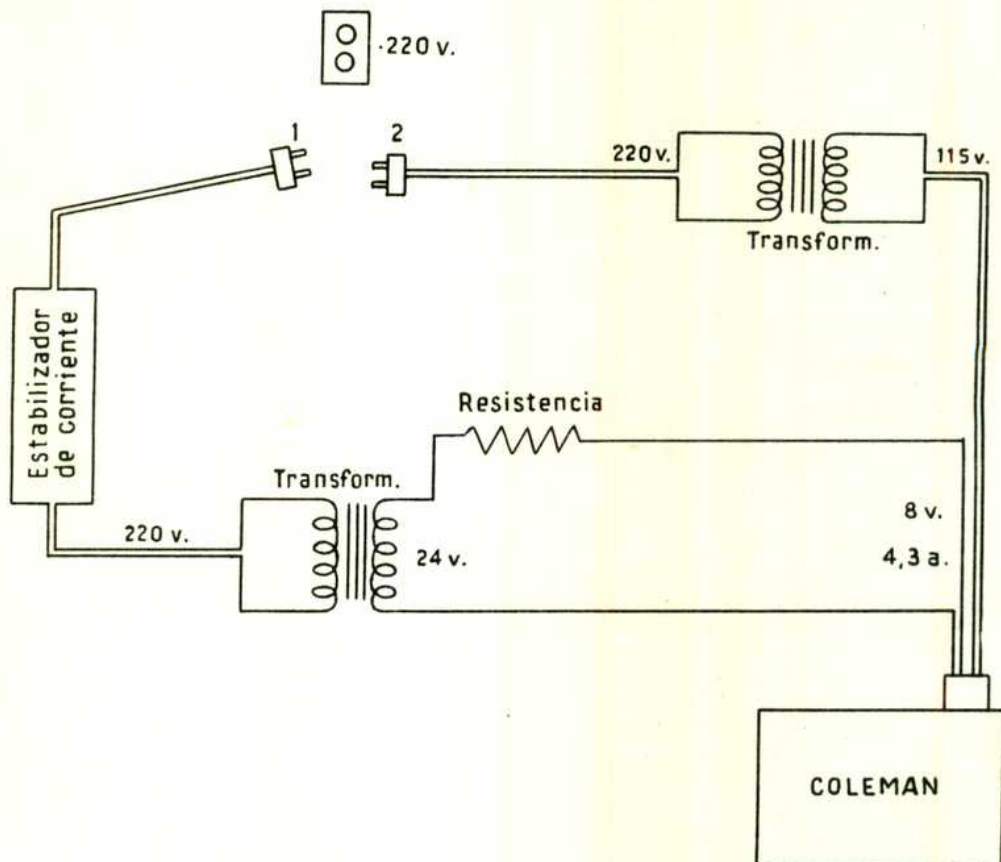 ·220 v.
1
2
220 v.
115 v.
Transform.
Estabilizador
de corriente
Resistencia
Transform.
220 v.
24 v.
8 v.
4,3 a.
COLEMAN